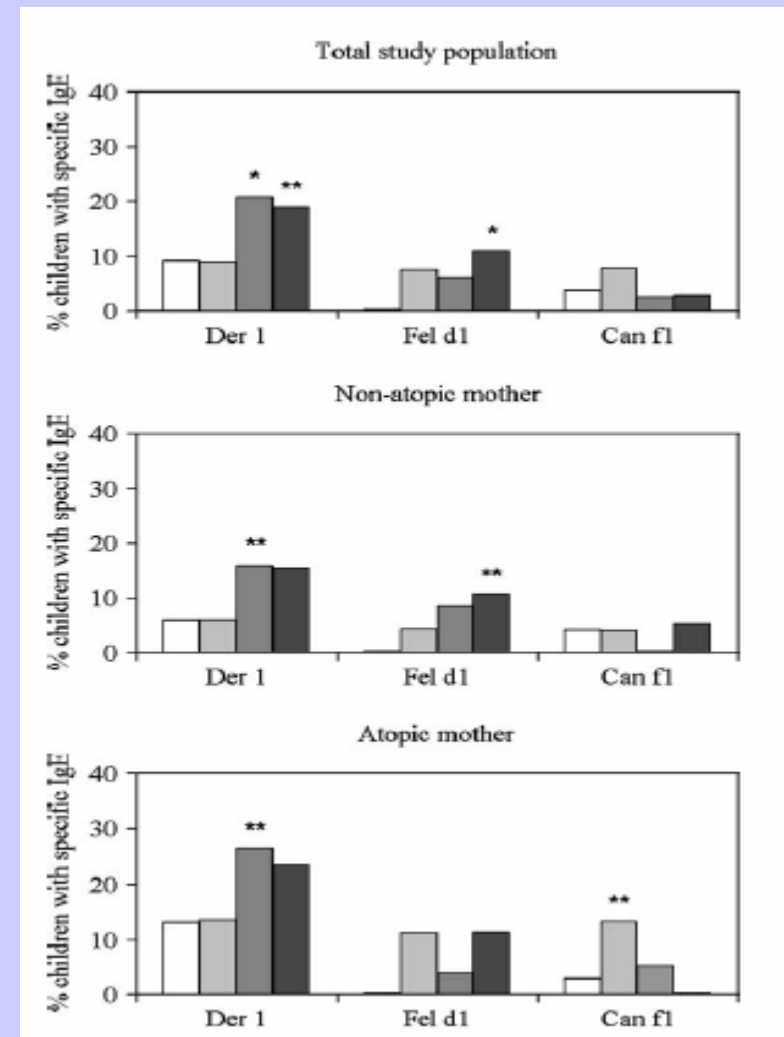 Total study population
% children with specific IgE
40
30
20
10
0
*
**
*
Der 1
Fel d1
Can f1
Non-atopic mother
% children with specific IgE
40
30
20
10
0
**
**
Der 1
Fel d1
Can f1
Atopic mother
% children with specific IgE
40
30
20
10
0
**
**
Der 1
Fel d1
Can f1